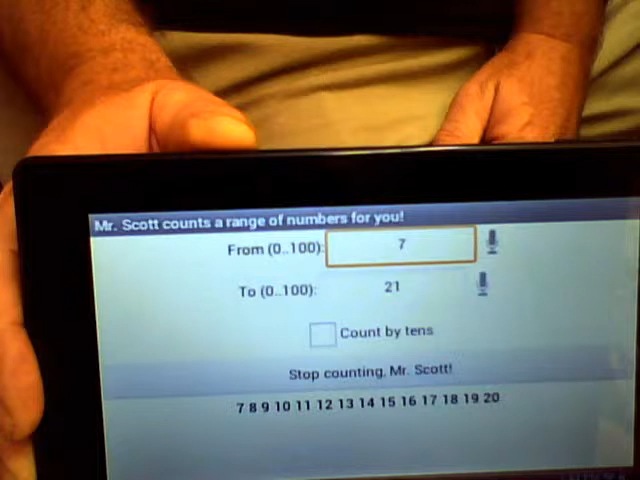 Mr. Scott counts a range of numbers for you!
From (0..100): 7
To (0..100): 21
Count by tens
Stop counting, Mr. Scott!
7 8 9 10 11 12 13 14 15 16 17 18 19 20